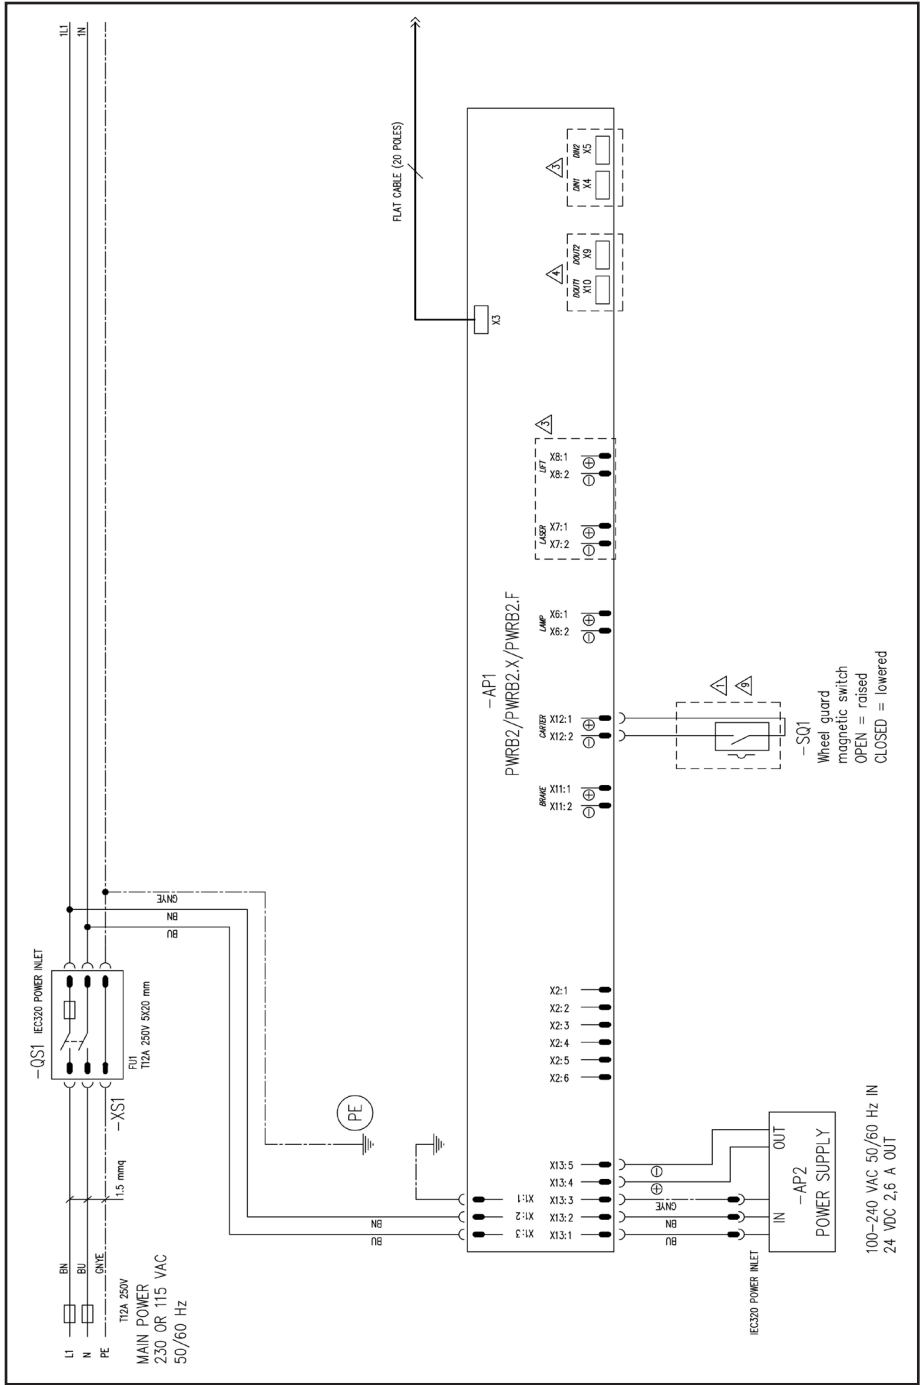 1L1
1N
FLAT CABLE (20 POLES)
X3
DIN1
X4
DIN2
X5
3
DOUT1
X10
DOUT2
X9
4
LIFT
X8:1
X8:2
LASER
X7:1
X7:2
3
LAMP
X6:1
X6:2
-AP1
PWRB2/PWRB2.X/PWRB2.F
CARTER
X12:1
X12:2
1
9
-SQ1
Wheel guard
magnetic switch
OPEN = raised
CLOSED = lowered
BRAKE
X11:1
X11:2
GNYE
BN
BU
-QS1 IEC320 POWER INLET
FU1
T12A 250V 5X20 mm
-XS1
1.5 mmq
BN
BU
GNYE
L1
N
PE
T12A 250V
MAIN POWER
230 OR 115 VAC
50/60 Hz
PE
X2:1
X2:2
X2:3
X2:4
X2:5
X2:6
BN
BU
X1:1
X1:2
X1:3
X13:5
X13:4
X13:3
X13:2
X13:1
GNYE
BN
BU
IEC320 POWER INLET
IN
OUT
-AP2
POWER SUPPLY
100-240 VAC 50/60 Hz IN
24 VDC 2,6 A OUT